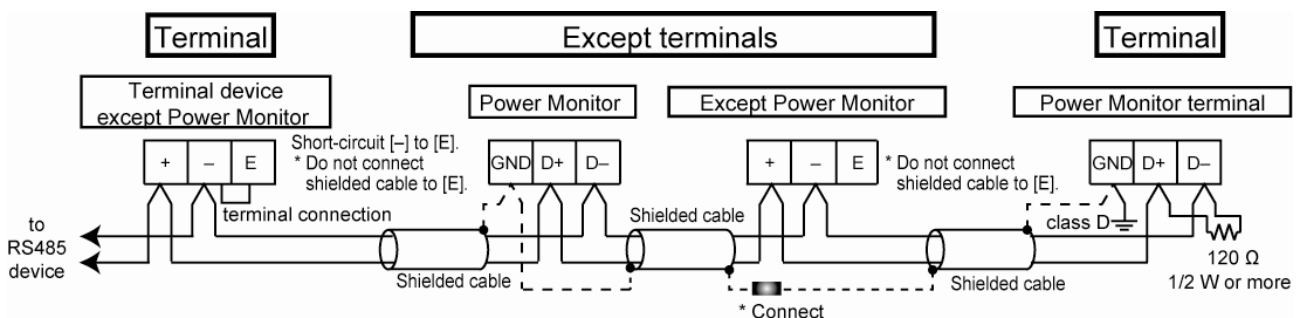 Terminal
Except terminals
Terminal
Terminal device
except Power Monitor
Power Monitor
Except Power Monitor
Power Monitor terminal
+ – E
Short-circuit [–] to [E].
* Do not connect
shielded cable to [E].
GND D+ D–
+ – E
* Do not connect
shielded cable to [E].
GND D+ D–
terminal connection
Shielded cable
class D
to
RS485
device
Shielded cable
Shielded cable
120 Ω
1/2 W or more
* Connect